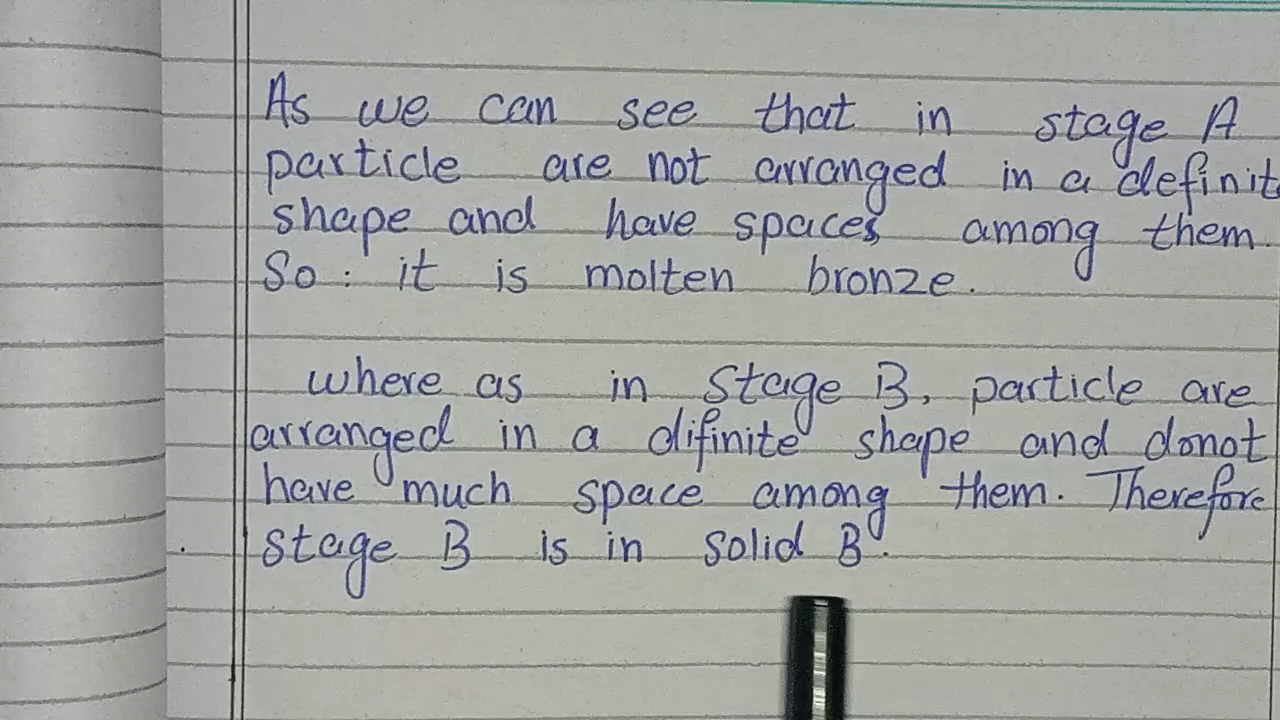 As we can see that in stage A
particle are not arranged in a definit
shape and have spaces among them.
So : it is molten bronze.
where as in Stage B, particle are
arranged in a difinite shape and donot
have much space among them. Therefore
stage B is in solid B.